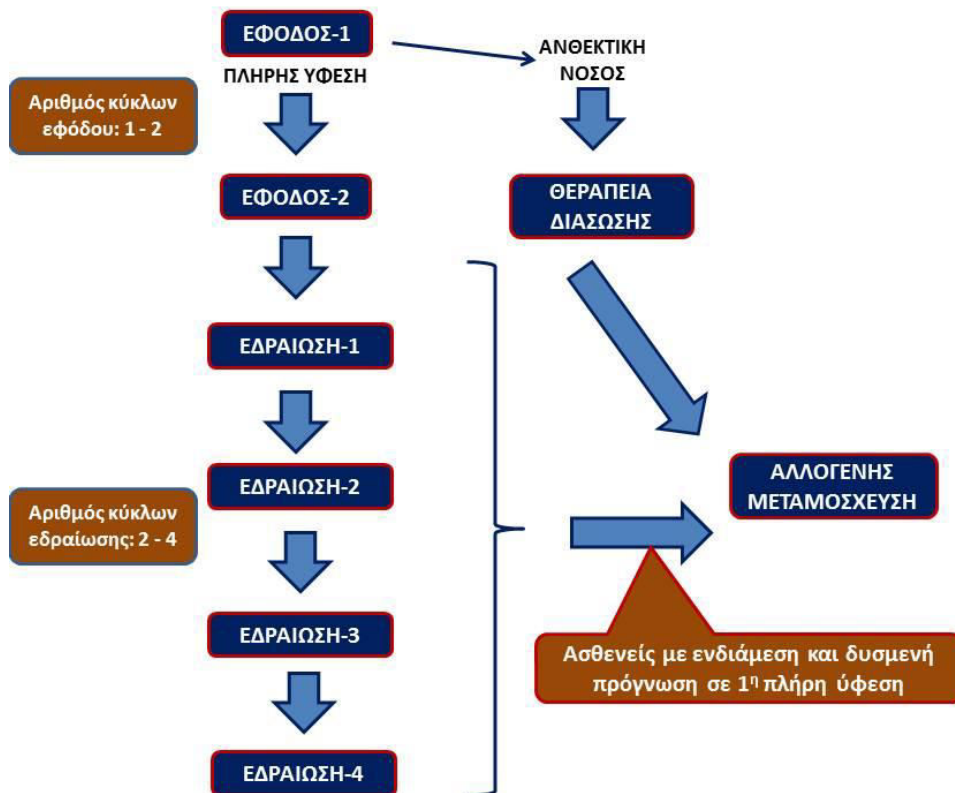 ΕΦΟΔΟΣ-1
ΠΛΗΡΗΣ ΥΦΕΣΗ
ΑΝΘΕΚΤΙΚΗ
ΝΟΣΟΣ
Αριθμός κύκλων
εφόδου: 1 - 2
ΕΦΟΔΟΣ-2
ΘΕΡΑΠΕΙΑ
ΔΙΑΣΩΣΗΣ
ΕΔΡΑΙΩΣΗ-1
ΕΔΡΑΙΩΣΗ-2
ΑΛΛΟΓΕΝΗΣ
ΜΕΤΑΜΟΣΧΕΥΣΗ
Αριθμός κύκλων
εδραίωσης: 2 - 4
ΕΔΡΑΙΩΣΗ-3
Ασθενείς με ενδιάμεση και δυσμενή
πρόγνωση σε 1η πλήρη ύφεση
ΕΔΡΑΙΩΣΗ-4